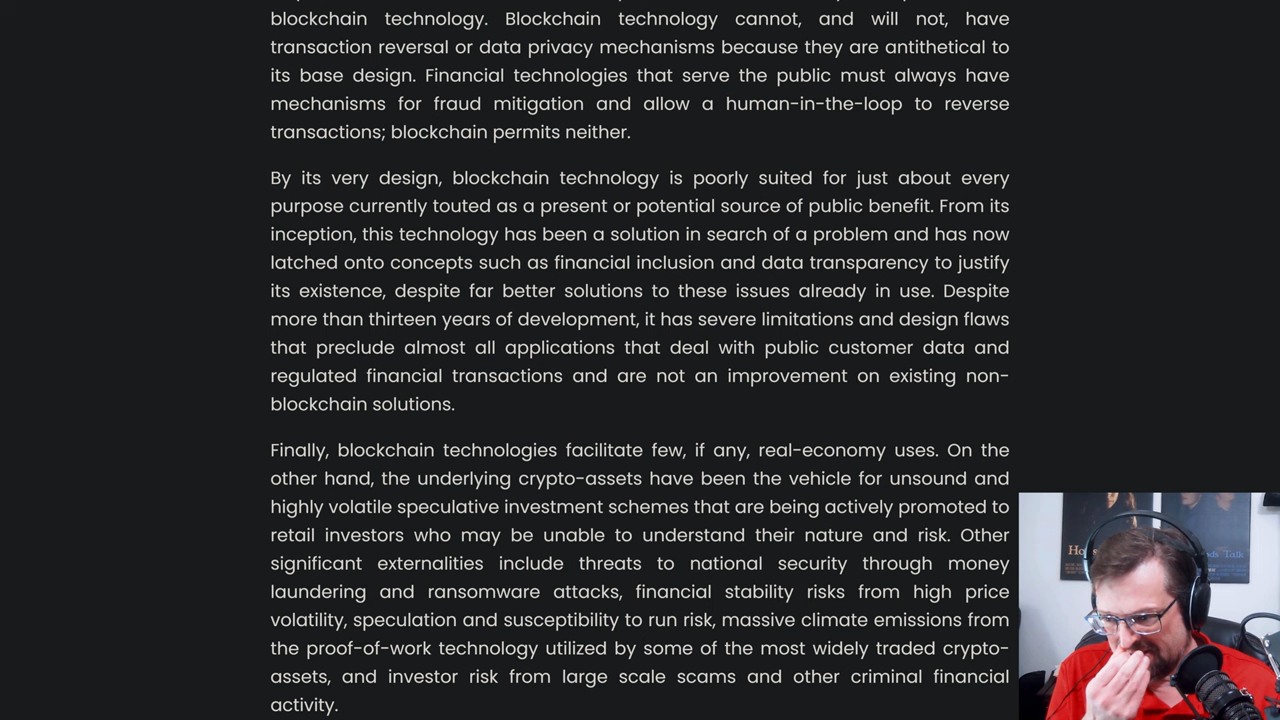 blockchain technology. Blockchain technology cannot, and will not, have
transaction reversal or data privacy mechanisms because they are antithetical to
its base design. Financial technologies that serve the public must always have
mechanisms for fraud mitigation and allow a human-in-the-loop to reverse
transactions; blockchain permits neither.
By its very design, blockchain technology is poorly suited for just about every
purpose currently touted as a present or potential source of public benefit. From its
inception, this technology has been a solution in search of a problem and has now
latched onto concepts such as financial inclusion and data transparency to justify
its existence, despite far better solutions to these issues already in use. Despite
more than thirteen years of development, it has severe limitations and design flaws
that preclude almost all applications that deal with public customer data and
regulated financial transactions and are not an improvement on existing non-
blockchain solutions.
Finally, blockchain technologies facilitate few, if any, real-economy uses. On the
other hand, the underlying crypto-assets have been the vehicle for unsound and
highly volatile speculative investment schemes that are being actively promoted to
retail investors who may be unable to understand their nature and risk. Other
significant externalities include threats to national security through money
laundering and ransomware attacks, financial stability risks from high price
volatility, speculation and susceptibility to run risk, massive climate emissions from
the proof-of-work technology utilized by some of the most widely traded crypto-
assets, and investor risk from large scale scams and other criminal financial
activity.
Talk